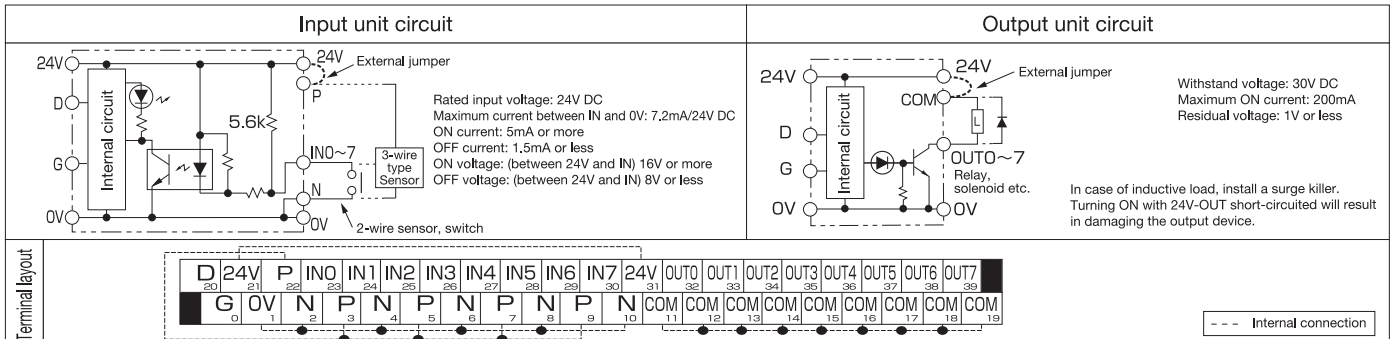 Input unit circuit
Output unit circuit
24V
24V
External jumper
P
D
5.6k
Internal circuit
G
IN0~7
3-wire
type
Sensor
N
0V
0V
2-wire sensor, switch
Rated input voltage: 24V DC
Maximum current between IN and 0V: 7.2mA/24V DC
ON current: 5mA or more
OFF current: 1.5mA or less
ON voltage: (between 24V and IN) 16V or more
OFF voltage: (between 24V and IN) 8V or less
24V
24V
External jumper
COM
L
D
Internal circuit
G
OUT0~7
Relay,
solenoid etc.
0V
0V
Withstand voltage: 30V DC
Maximum ON current: 200mA
Residual voltage: 1V or less
In case of inductive load, install a surge killer.
Turning ON with 24V-OUT short-circuited will result
in damaging the output device.
Terminal layout
D 24V P IN0 IN1 IN2 IN3 IN4 IN5 IN6 IN7 24V OUT0 OUT1 OUT2 OUT3 OUT4 OUT5 OUT6 OUT7
20 21 22 23 24 25 26 27 28 29 30 31 32 33 34 35 36 37 38 39
G 0V N P N P N P N P N COM COM COM COM COM COM COM COM COM
0 1 2 3 4 5 6 7 8 9 10 11 12 13 14 15 16 17 18 19
Internal connection